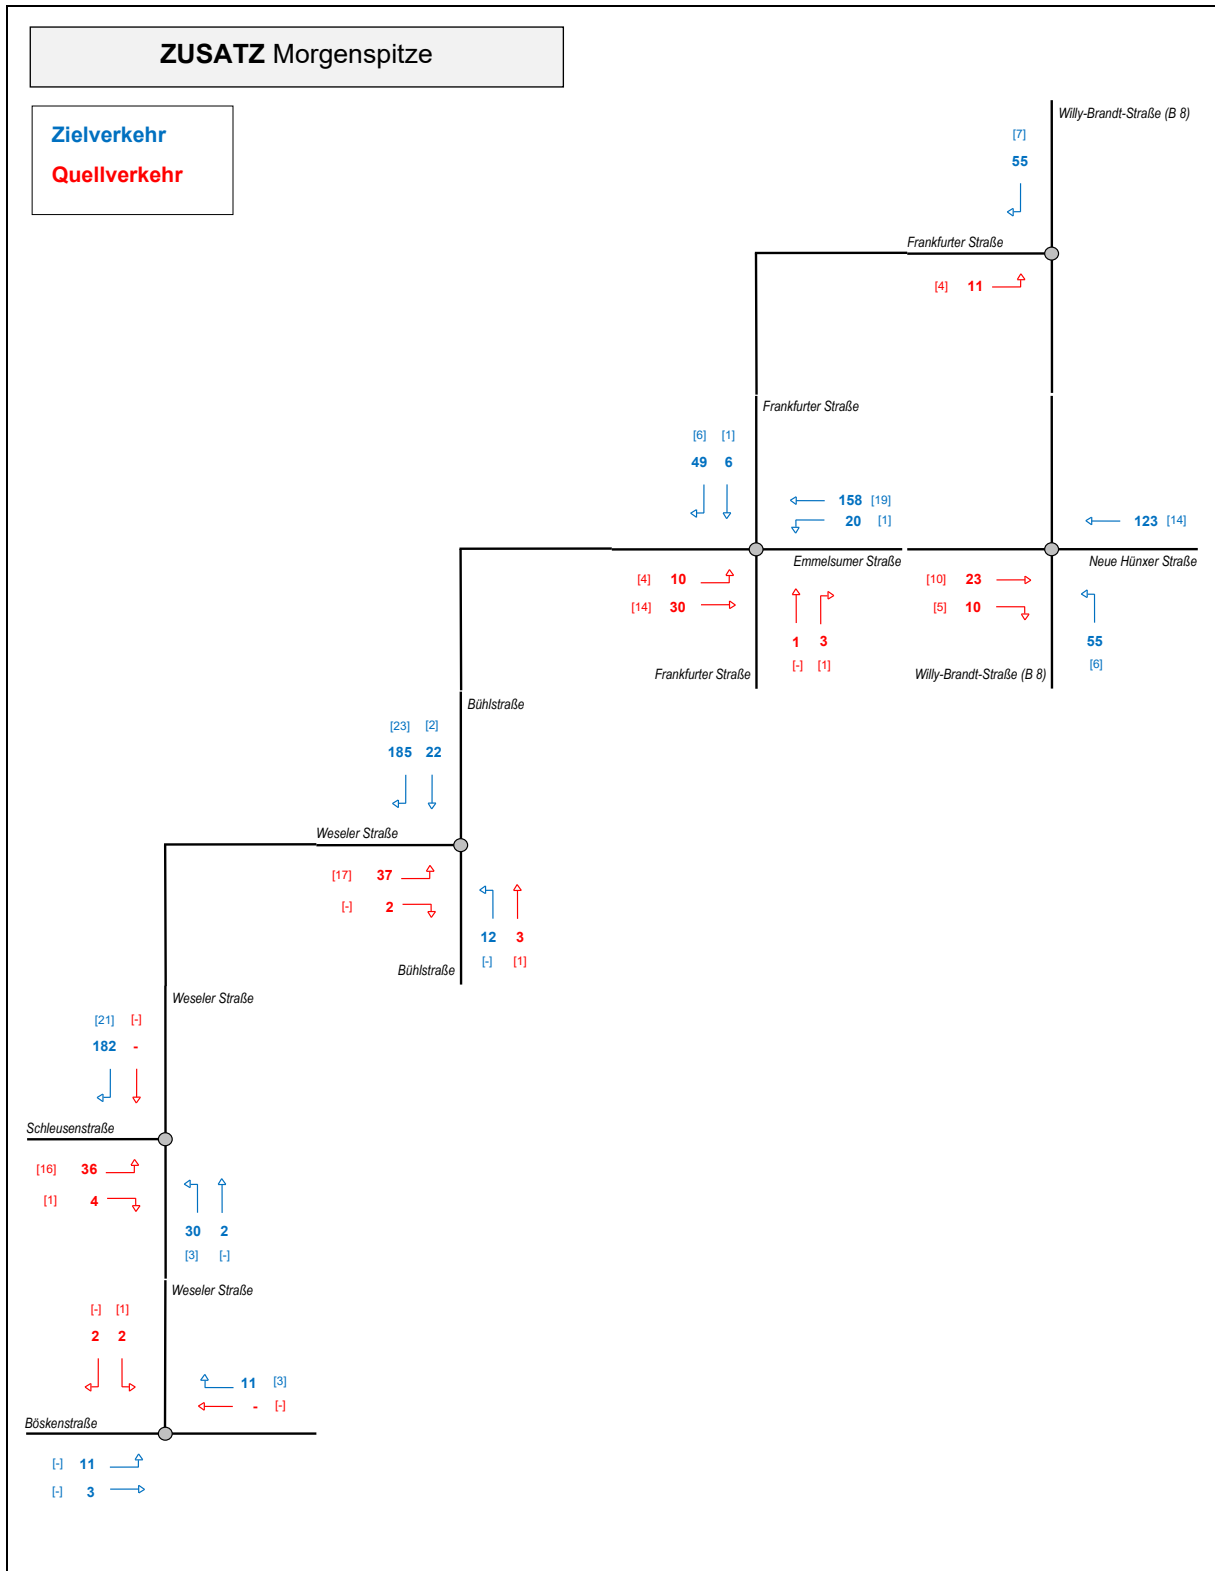 ZUSATZ Morgenspitze
Zielverkehr
Quellverkehr
Willy-Brandt-Straße (B 8)
[7]
55
Frankfurter Straße
[4] 11
Frankfurter Straße
[6] [1]
49 6
158 [19]
20 [1]
123 [14]
Emmelsumer Straße
Neue Hünxer Straße
[4] 10
[14] 30
[10] 23
[5] 10
1 3
[-] [1]
55
[6]
Frankfurter Straße
Willy-Brandt-Straße (B 8)
Bühlstraße
[23] [2]
185 22
Weseler Straße
[17] 37
[-] 2
12 3
[-] [1]
Bühlstraße
Weseler Straße
[21] [-]
182 -
Schleusenstraße
[16] 36
[1] 4
30 2
[3] [-]
Weseler Straße
[-] [1]
2 2
11 [3]
- [-]
Böskenstraße
[-] 11
[-] 3